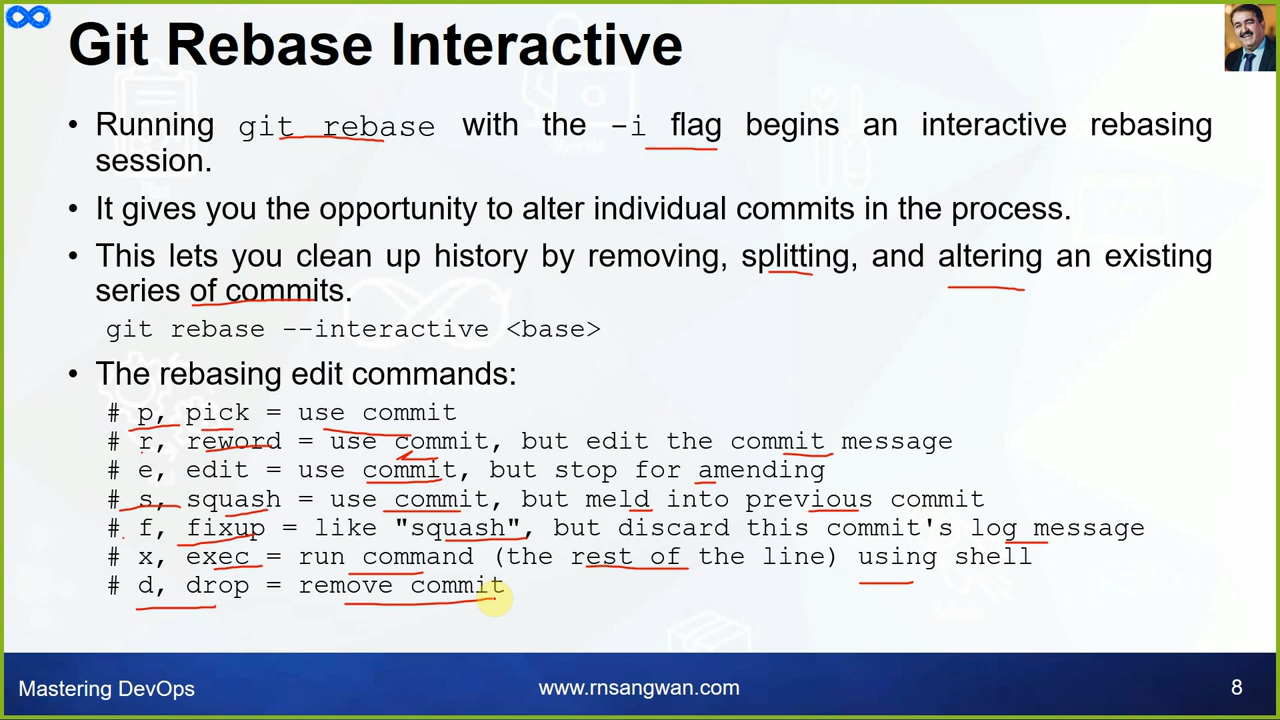 Git Rebase Interactive
• Running git rebase with the -i flag begins an interactive rebasing
session.
• It gives you the opportunity to alter individual commits in the process.
• This lets you clean up history by removing, splitting, and altering an existing
series of commits.
git rebase --interactive <base>
• The rebasing edit commands:
# p, pick = use commit
# r, reword = use commit, but edit the commit message
# e, edit = use commit, but stop for amending
# s, squash = use commit, but meld into previous commit
# f, fixup = like "squash", but discard this commit's log message
# x, exec = run command (the rest of the line) using shell
# d, drop = remove commit
Mastering DevOps
www.rnsangwan.com
8